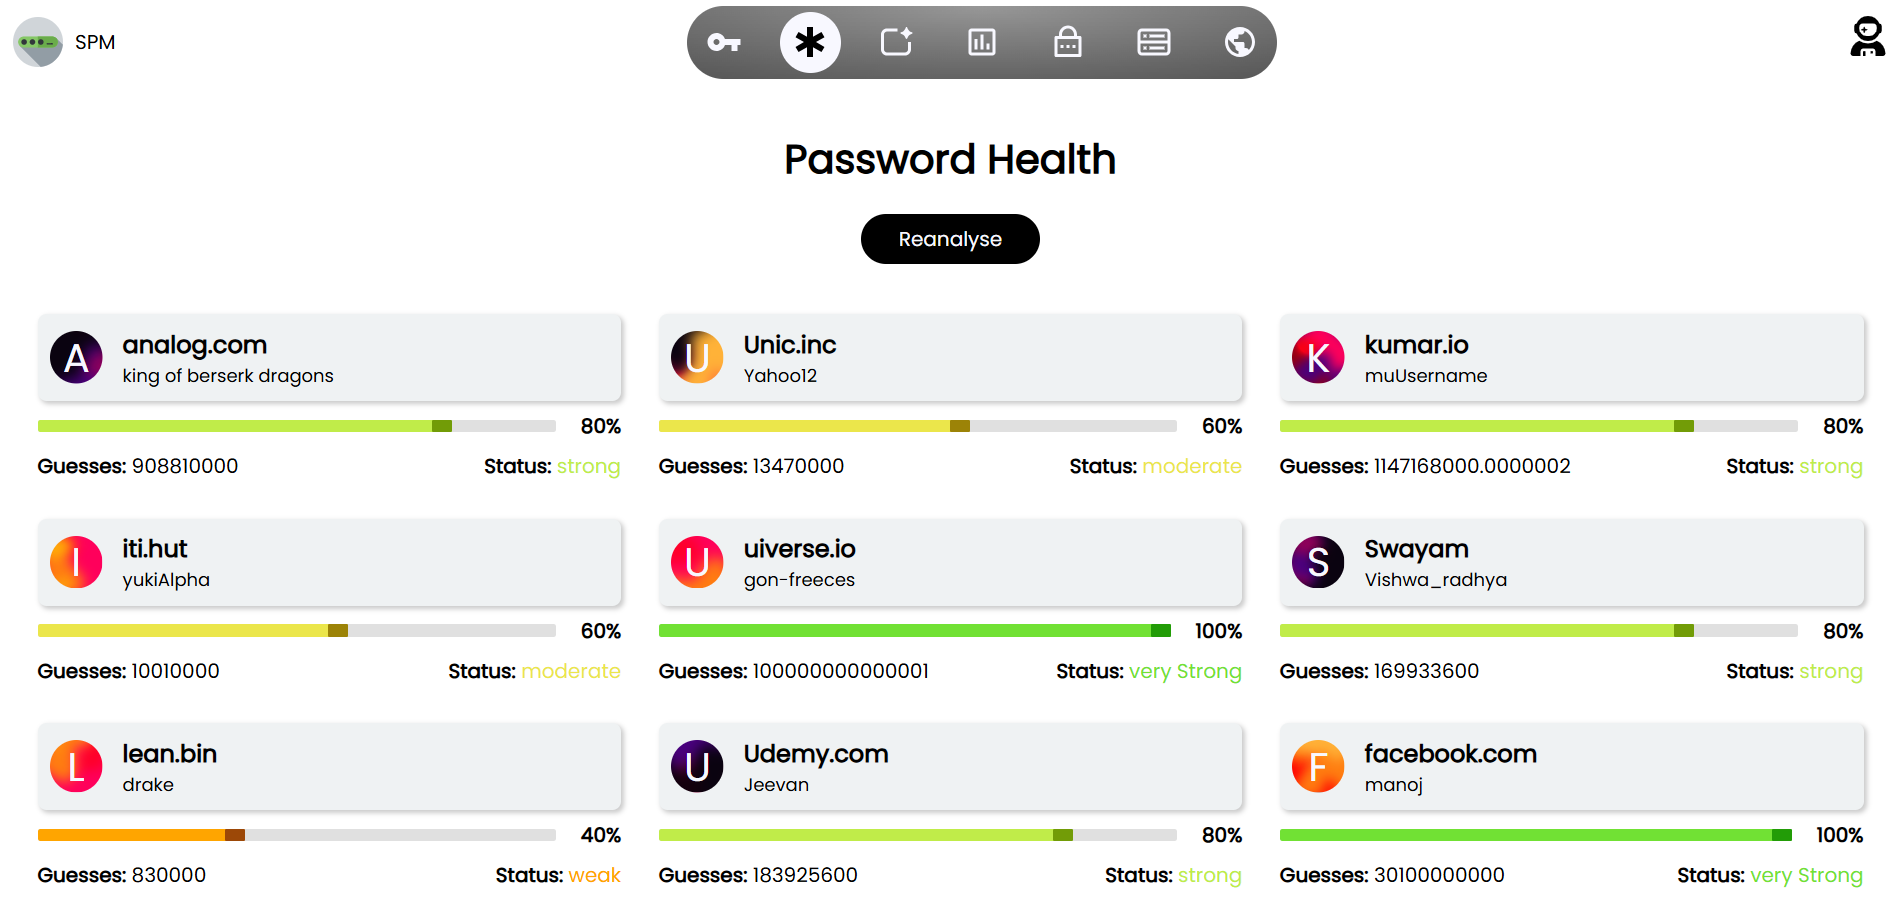 SPM
Password Health
Reanalyse
A
analog.com
king of berserk dragons
80%
Guesses: 908810000
Status: strong
U
Unic.inc
Yahoo12
60%
Guesses: 13470000
Status: moderate
K
kumar.io
muUsername
80%
Guesses: 1147168000.0000002
Status: strong
I
iti.hut
yukiAlpha
60%
Guesses: 10010000
Status: moderate
U
uiverse.io
gon-freeces
100%
Guesses: 100000000000001
Status: very Strong
S
Swayam
Vishwa_radhya
80%
Guesses: 169933600
Status: strong
L
lean.bin
drake
40%
Guesses: 830000
Status: weak
U
Udemy.com
Jeevan
80%
Guesses: 183925600
Status: strong
F
facebook.com
manoj
100%
Guesses: 30100000000
Status: very Strong